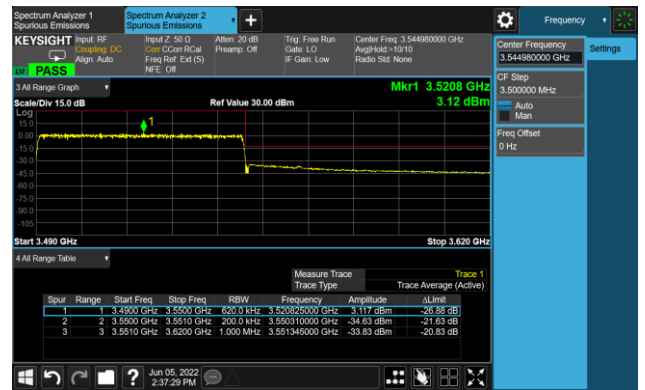 Spectrum Analyzer 1
Spurious Emissions
Spectrum Analyzer 2
Spurious Emissions
Frequency
KEYSIGHT
Input: RF
Coupling: DC
Align: Auto
Input Z: 50 Ω
Corr CCorr RCal
Freq Ref: Ext (S)
NFE: Off
Atten: 20 dB
Preamp: Off
Trig: Free Run
Gate: LO
IF Gain: Low
Center Freq: 3.544980000 GHz
Avg|Hold:>10/10
Radio Std: None
PASS
Center Frequency
3.544980000 GHz
Settings
CF Step
3.500000 MHz
Auto
Man
Freq Offset
0 Hz
3 All Range Graph
Mkr1 3.5208 GHz
Scale/Div 15.0 dB
Ref Value 30.00 dBm
3.12 dBm
Log
15.0
0.00
-15.0
-30.0
-45.0
-60.0
-75.0
-90.0
-105
1
Start 3.490 GHz
Stop 3.620 GHz
4 All Range Table
Measure Trace Trace 1
Trace Type Trace Average (Active)
Spur Range Start Freq Stop Freq RBW Frequency Amplitude ΔLimit
1 1 3.4900 GHz 3.5500 GHz 620.0 kHz 3.520825000 GHz 3.117 dBm -26.88 dB
2 2 3.5500 GHz 3.5510 GHz 200.0 kHz 3.550310000 GHz -34.63 dBm -21.63 dB
3 3 3.5510 GHz 3.6200 GHz 1.000 MHz 3.551345000 GHz -33.83 dBm -20.83 dB
Jun 05, 2022
2:37:29 PM